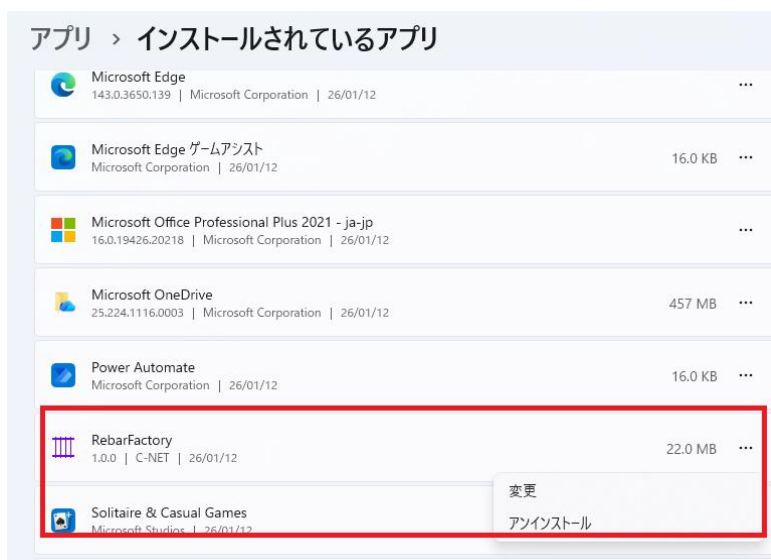 アプリ › インストールされているアプリ
Microsoft Edge
143.0.3650.139 | Microsoft Corporation | 26/01/12
Microsoft Edge ゲームアシスト
Microsoft Corporation | 26/01/12
16.0 KB
Microsoft Office Professional Plus 2021 - ja-jp
16.0.19426.20218 | Microsoft Corporation | 26/01/12
Microsoft OneDrive
25.224.1116.0003 | Microsoft Corporation | 26/01/12
457 MB
Power Automate
Microsoft Corporation | 26/01/12
16.0 KB
RebarFactory
1.0.0 | C-NET | 26/01/12
22.0 MB
変更
Solitaire & Casual Games
Microsoft Studios | 26/01/12
アンインストール